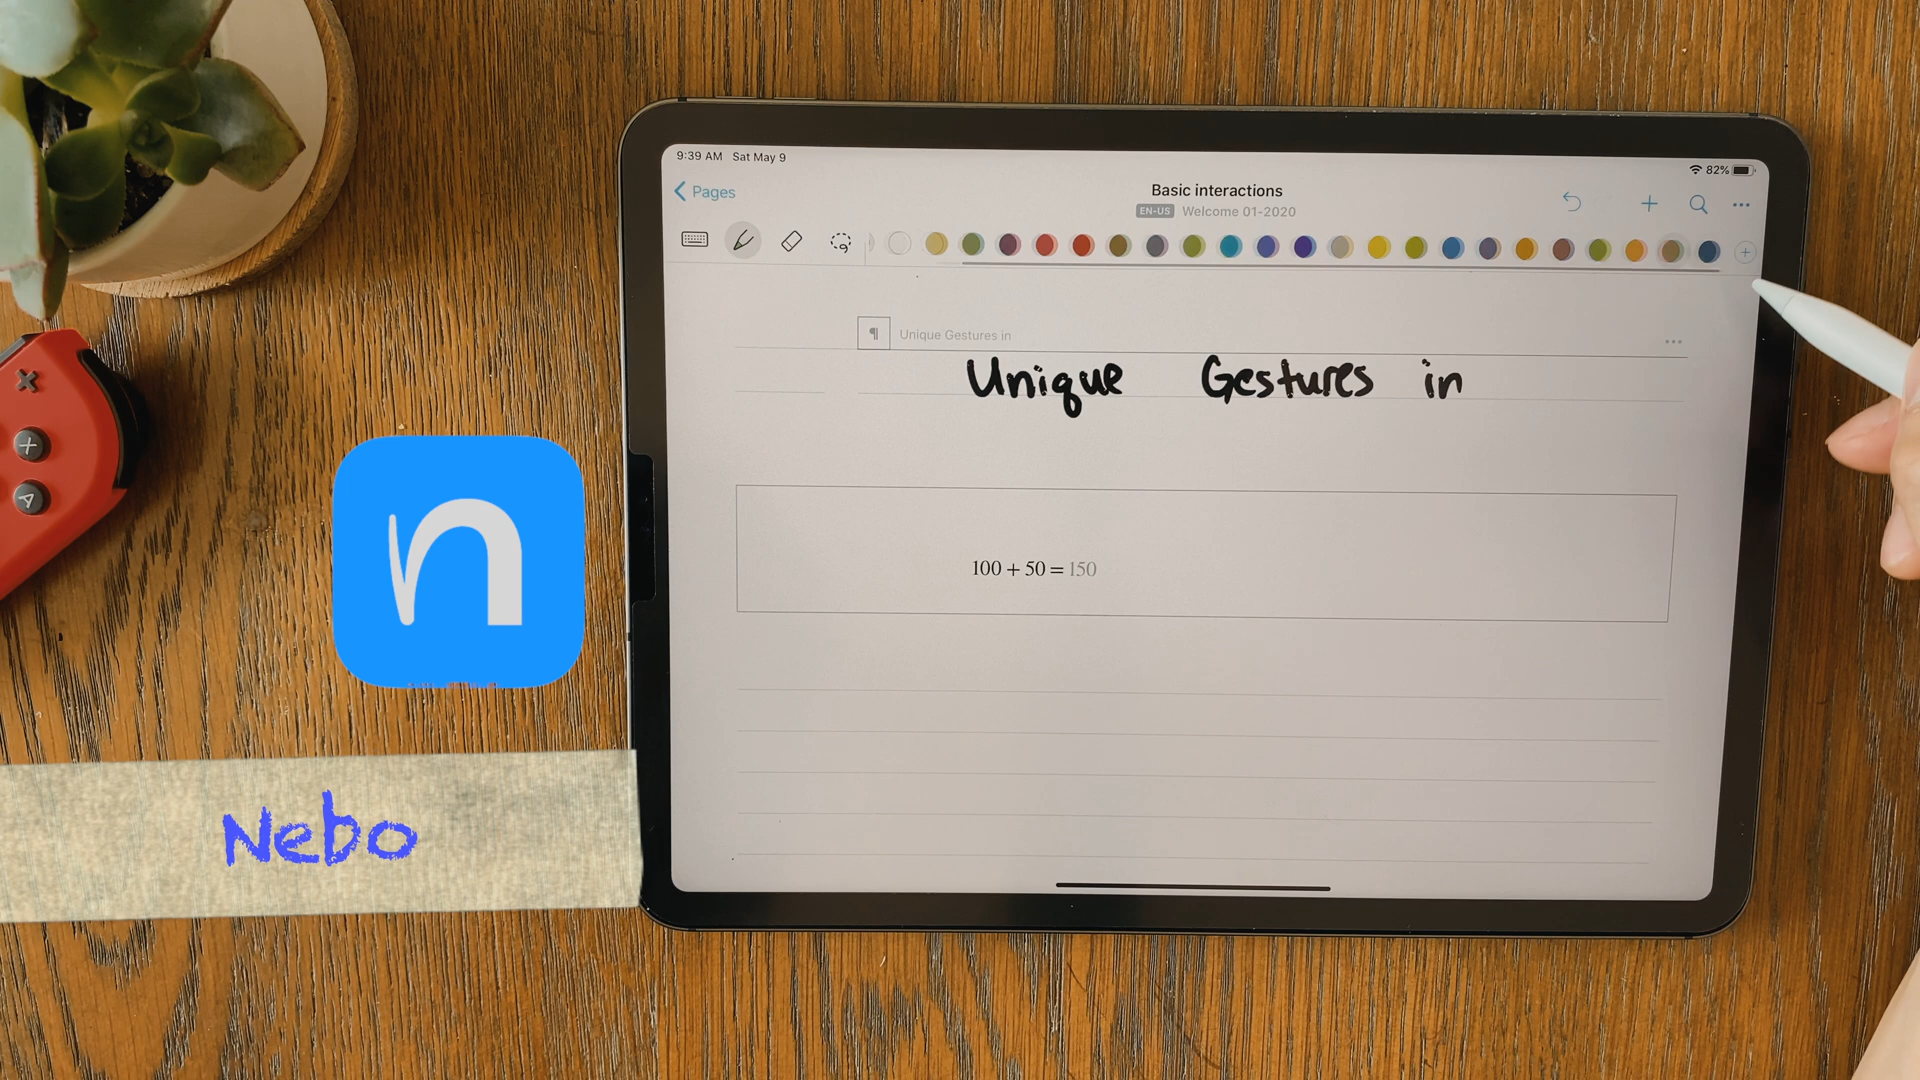 9:39 AM Sat May 9
82%
Pages
Basic interactions
EN-US Welcome 01-2020
¶ Unique Gestures in
Unique Gestures in
100 + 50 = 150
X
A
n
Nebo